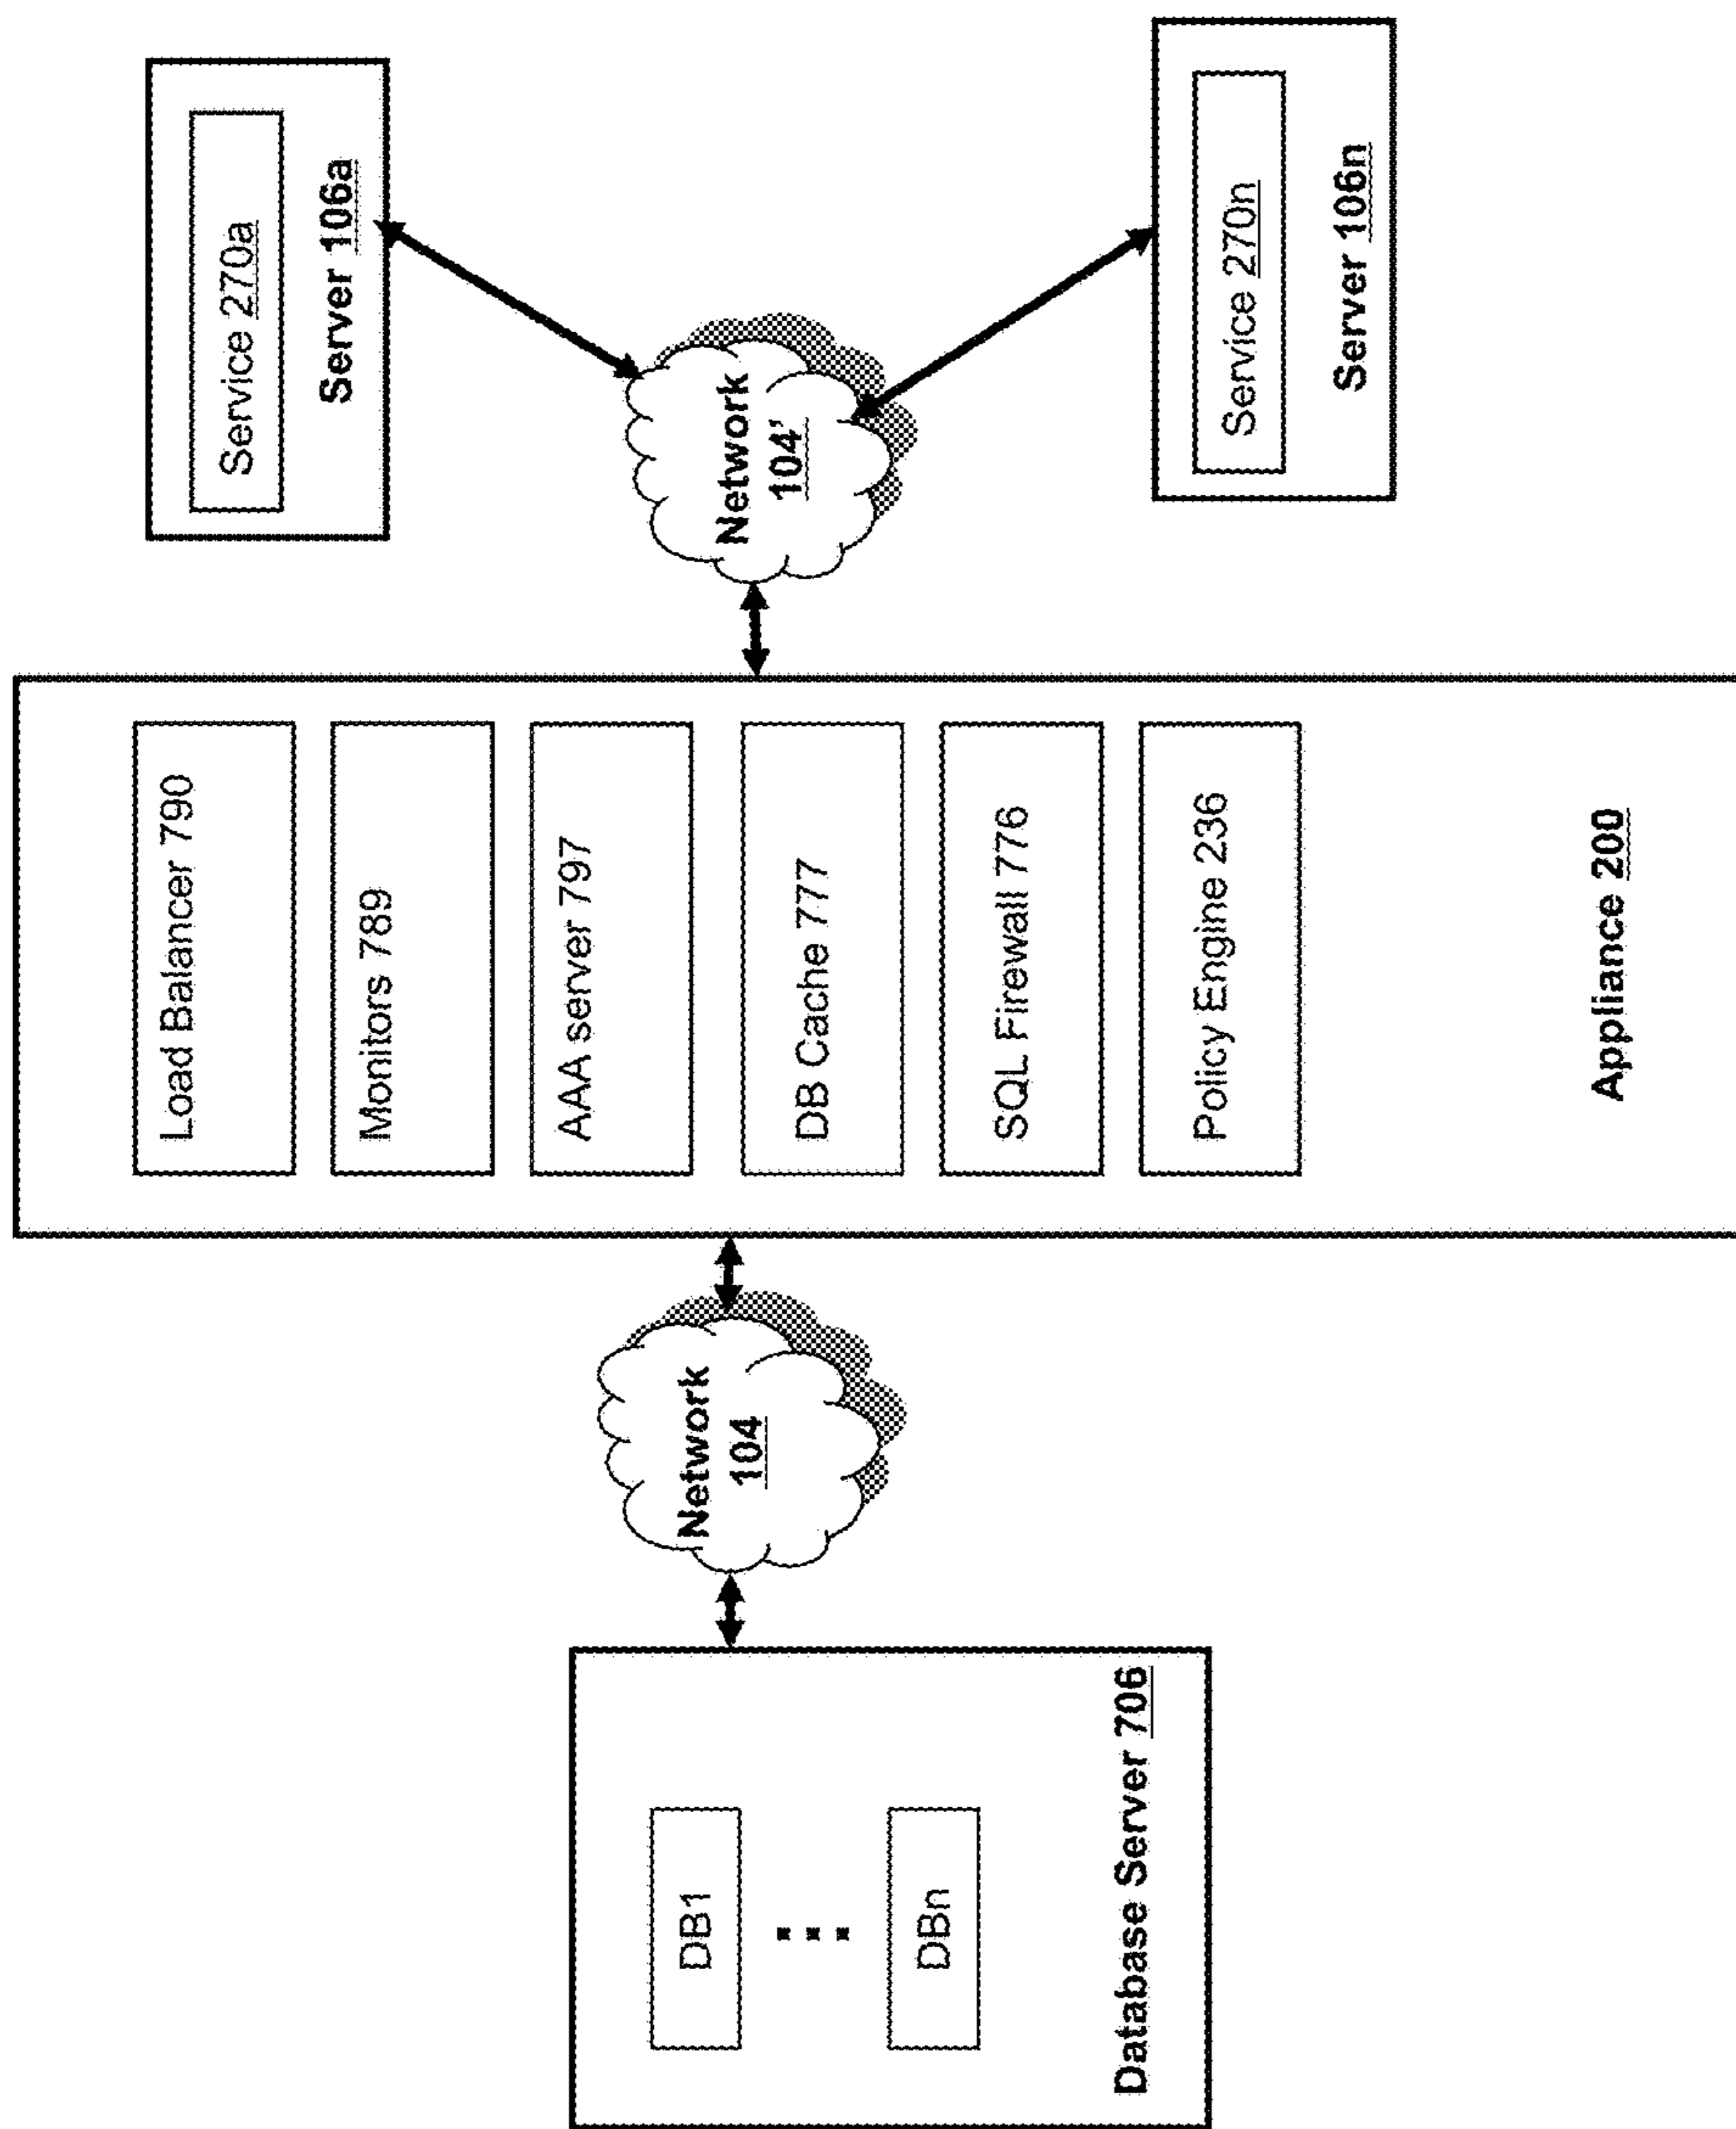 DB1
DBn
Database Server 706
Network
104
Load Balancer 790
Monitors 789
AAA server 797
DB Cache 777
SQL Firewall 776
Policy Engine 236
Appliance 200
Network
104'
Service 270a
Server 106a
Service 270n
Server 106n